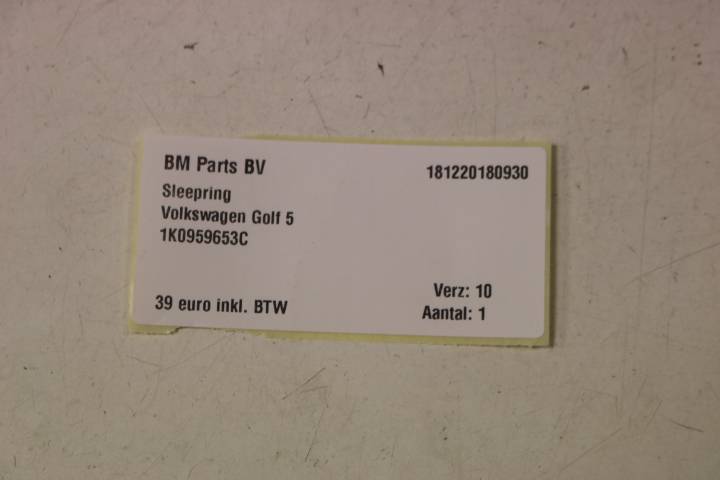 BM Parts BV 181220180930
Sleepring
Volkswagen Golf 5
1K0959653C
Verz: 10
39 euro inkl. BTW Aantal: 1